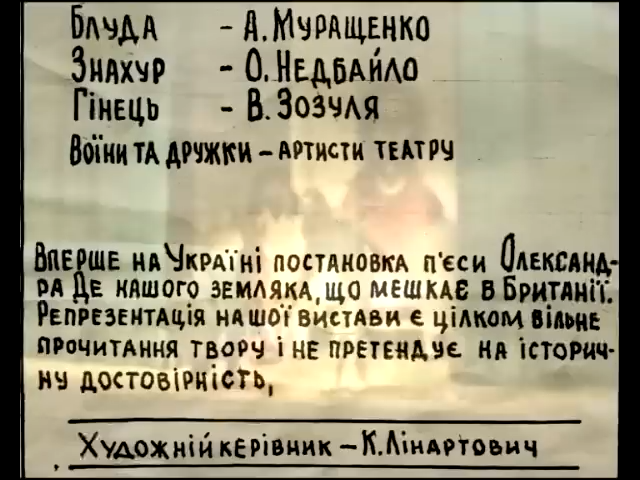 Блуда - А. Муращенко
Знахур - О. Недбайло
Гінець - В. Зозуля
Воїни та дружки - артисти театру
Вперше на Україні постановка п'єси Олександ-
ра Де нашого земляка, що мешкає в Британії.
Репрезентація нашої вистави є цілком вільне
прочитання твору і не претендує на історич-
ну достовірність,
Художній керівник - К. Лінартович